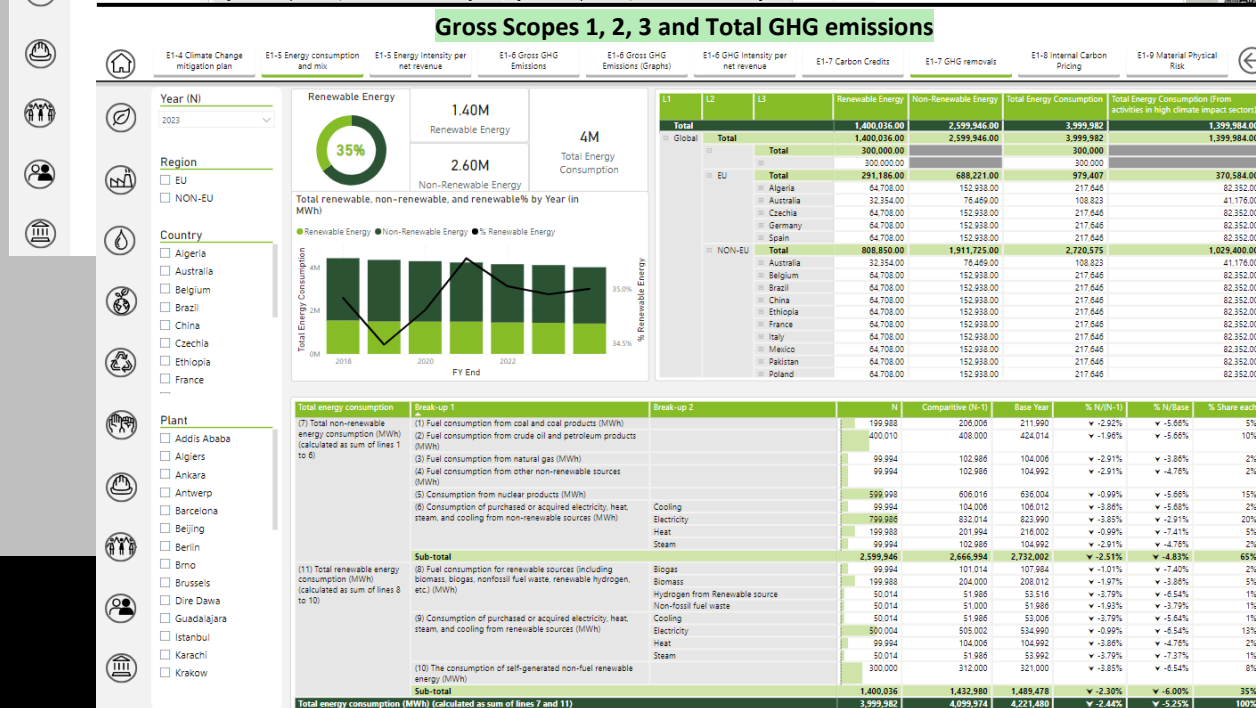 Gross Scopes 1, 2, 3 and Total GHG emissions
E1-4 Climate Change mitigation plan
E1-5 Energy consumption and mix
E1-5 Energy Intensity per net revenue
E1-6 Gross GHG Emissions
E1-6 Gross GHG Emissions (Graphs)
E1-6 GHG Intensity per net revenue
E1-7 Carbon Credits
E1-7 GHG removals
E1-8 Internal Carbon Pricing
E1-9 Material Physical Risk
Year (N)
2023
Region
EU
NON-EU
Country
Algeria
Australia
Belgium
Brazil
China
Czechia
Ethiopia
France
Plant
Addis Ababa
Algiers
Ankara
Antwerp
Barcelona
Beijing
Berlin
Brno
Brussels
Dire Dawa
Guadalajara
Istanbul
Karachi
Krakow
Renewable Energy
35%
1.40M
Renewable Energy
2.60M
Non-Renewable Energy
4M
Total Energy Consumption
Total renewable, non-renewable, and renewable% by Year (in MWh)
Renewable Energy Non-Renewable Energy % Renewable Energy
Total Energy Consumption
4M
2M
0M
2018 2020 2022
FY End
35.0%
34.5%
% Renewable Energy
L1 L2 L3 Renewable Energy Non-Renewable Energy Total Energy Consumption Total Energy Consumption (From activities in high climate impact sectors)
Total 1,400,036.00 2,599,946.00 3,999,982 1,399,984.00
Global Total 1,400,036.00 2,599,946.00 3,999,982 1,399,984.00
Total 300,000.00 300,000
300,000.00 300,000
EU Total 291,186.00 688,221.00 979,407 370,584.00
Algeria 64,708.00 152,938.00 217,646 82,352.00
Australia 32,354.00 76,469.00 108,823 41,176.00
Czechia 64,708.00 152,938.00 217,646 82,352.00
Germany 64,708.00 152,938.00 217,646 82,352.00
Spain 64,708.00 152,938.00 217,646 82,352.00
NON-EU Total 808,850.00 1,911,725.00 2,720,575 1,029,400.00
Australia 32,354.00 76,469.00 108,823 41,176.00
Belgium 64,708.00 152,938.00 217,646 82,352.00
Brazil 64,708.00 152,938.00 217,646 82,352.00
China 64,708.00 152,938.00 217,646 82,352.00
Ethiopia 64,708.00 152,938.00 217,646 82,352.00
France 64,708.00 152,938.00 217,646 82,352.00
Italy 64,708.00 152,938.00 217,646 82,352.00
Mexico 64,708.00 152,938.00 217,646 82,352.00
Pakistan 64,708.00 152,938.00 217,646 82,352.00
Poland 64,708.00 152,938.00 217,646 82,352.00
Total energy consumption Break-up 1 Break-up 2 N Comparitive (N-1) Base Year % N/(N-1) % N/Base % Share each
(7) Total non-renewable energy consumption (MWh) (calculated as sum of lines 1 to 6)
(1) Fuel consumption from coal and coal products (MWh) 199,988 206,006 211,990 -2.92% -5.66% 5%
(2) Fuel consumption from crude oil and petroleum products (MWh) 400,010 408,000 424,014 -1.96% -5.66% 10%
(3) Fuel consumption from natural gas (MWh) 99,994 102,986 104,006 -2.91% -3.86% 2%
(4) Fuel consumption from other non-renewable sources (MWh) 99,994 102,986 104,992 -2.91% -4.76% 2%
(5) Consumption from nuclear products (MWh) 599,998 606,016 636,004 -0.99% -5.66% 15%
(6) Consumption of purchased or acquired electricity, heat, steam, and cooling from non-renewable sources (MWh)
Cooling 99,994 104,006 106,012 -3.86% -5.68% 2%
Electricity 799,986 832,014 823,990 -3.85% -2.91% 20%
Heat 199,988 201,994 216,002 -0.99% -7.41% 5%
Steam 99,994 102,986 104,992 -2.91% -4.76% 2%
Sub-total 2,599,946 2,666,994 2,732,002 -2.51% -4.83% 65%
(11) Total renewable energy consumption (MWh) (calculated as sum of lines 8 to 10)
(8) Fuel consumption for renewable sources (including biomass, biogas, nonfossil fuel waste, renewable hydrogen, etc.) (MWh)
Biogas 99,994 101,014 107,984 -1.01% -7.40% 2%
Biomass 199,988 204,000 208,012 -1.97% -3.86% 5%
Hydrogen from Renewable source 50,014 51,986 53,516 -3.79% -6.54% 1%
Non-fossil fuel waste 50,014 51,000 51,986 -1.93% -3.79% 1%
(9) Consumption of purchased or acquired electricity, heat, steam, and cooling from renewable sources (MWh)
Cooling 50,014 51,986 53,006 -3.79% -5.64% 1%
Electricity 500,004 505,002 534,990 -0.99% -6.54% 13%
Heat 99,994 104,006 104,992 -3.86% -4.76% 2%
Steam 50,014 51,986 53,992 -3.79% -7.37% 1%
(10) The consumption of self-generated non-fuel renewable energy (MWh) 300,000 312,000 321,000 -3.85% -6.54% 8%
Sub-total 1,400,036 1,432,980 1,489,478 -2.30% -6.00% 35%
Total energy consumption (MWh) (calculated as sum of lines 7 and 11) 3,999,982 4,099,974 4,221,480 -2.44% -5.25% 100%